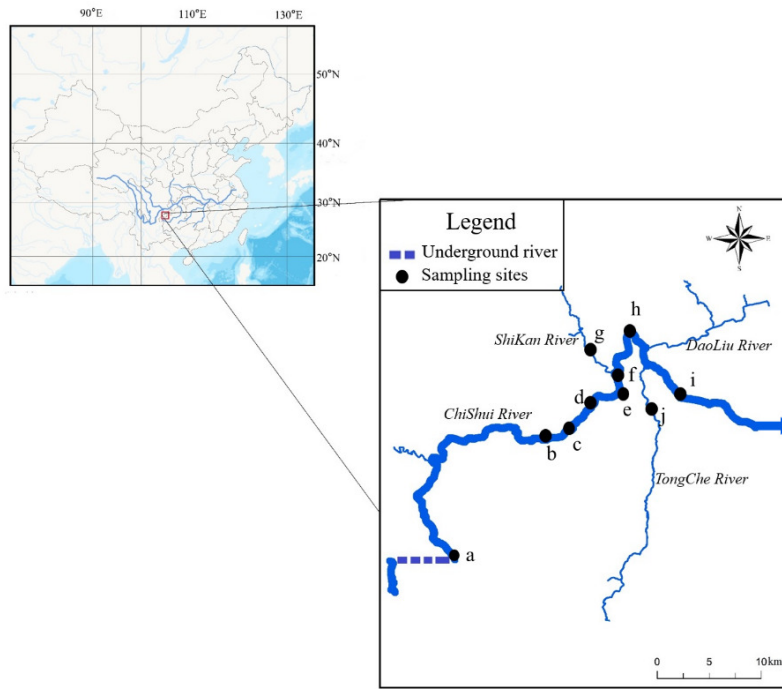 90°E
110°E
130°E
50°N
40°N
30°N
20°N
Legend
Underground river
Sampling sites
N
W
E
S
h
ShiKan River
g
DaoLiu River
f
d
e
i
ChiShui River
j
b
c
TongChe River
a
0 5 10km